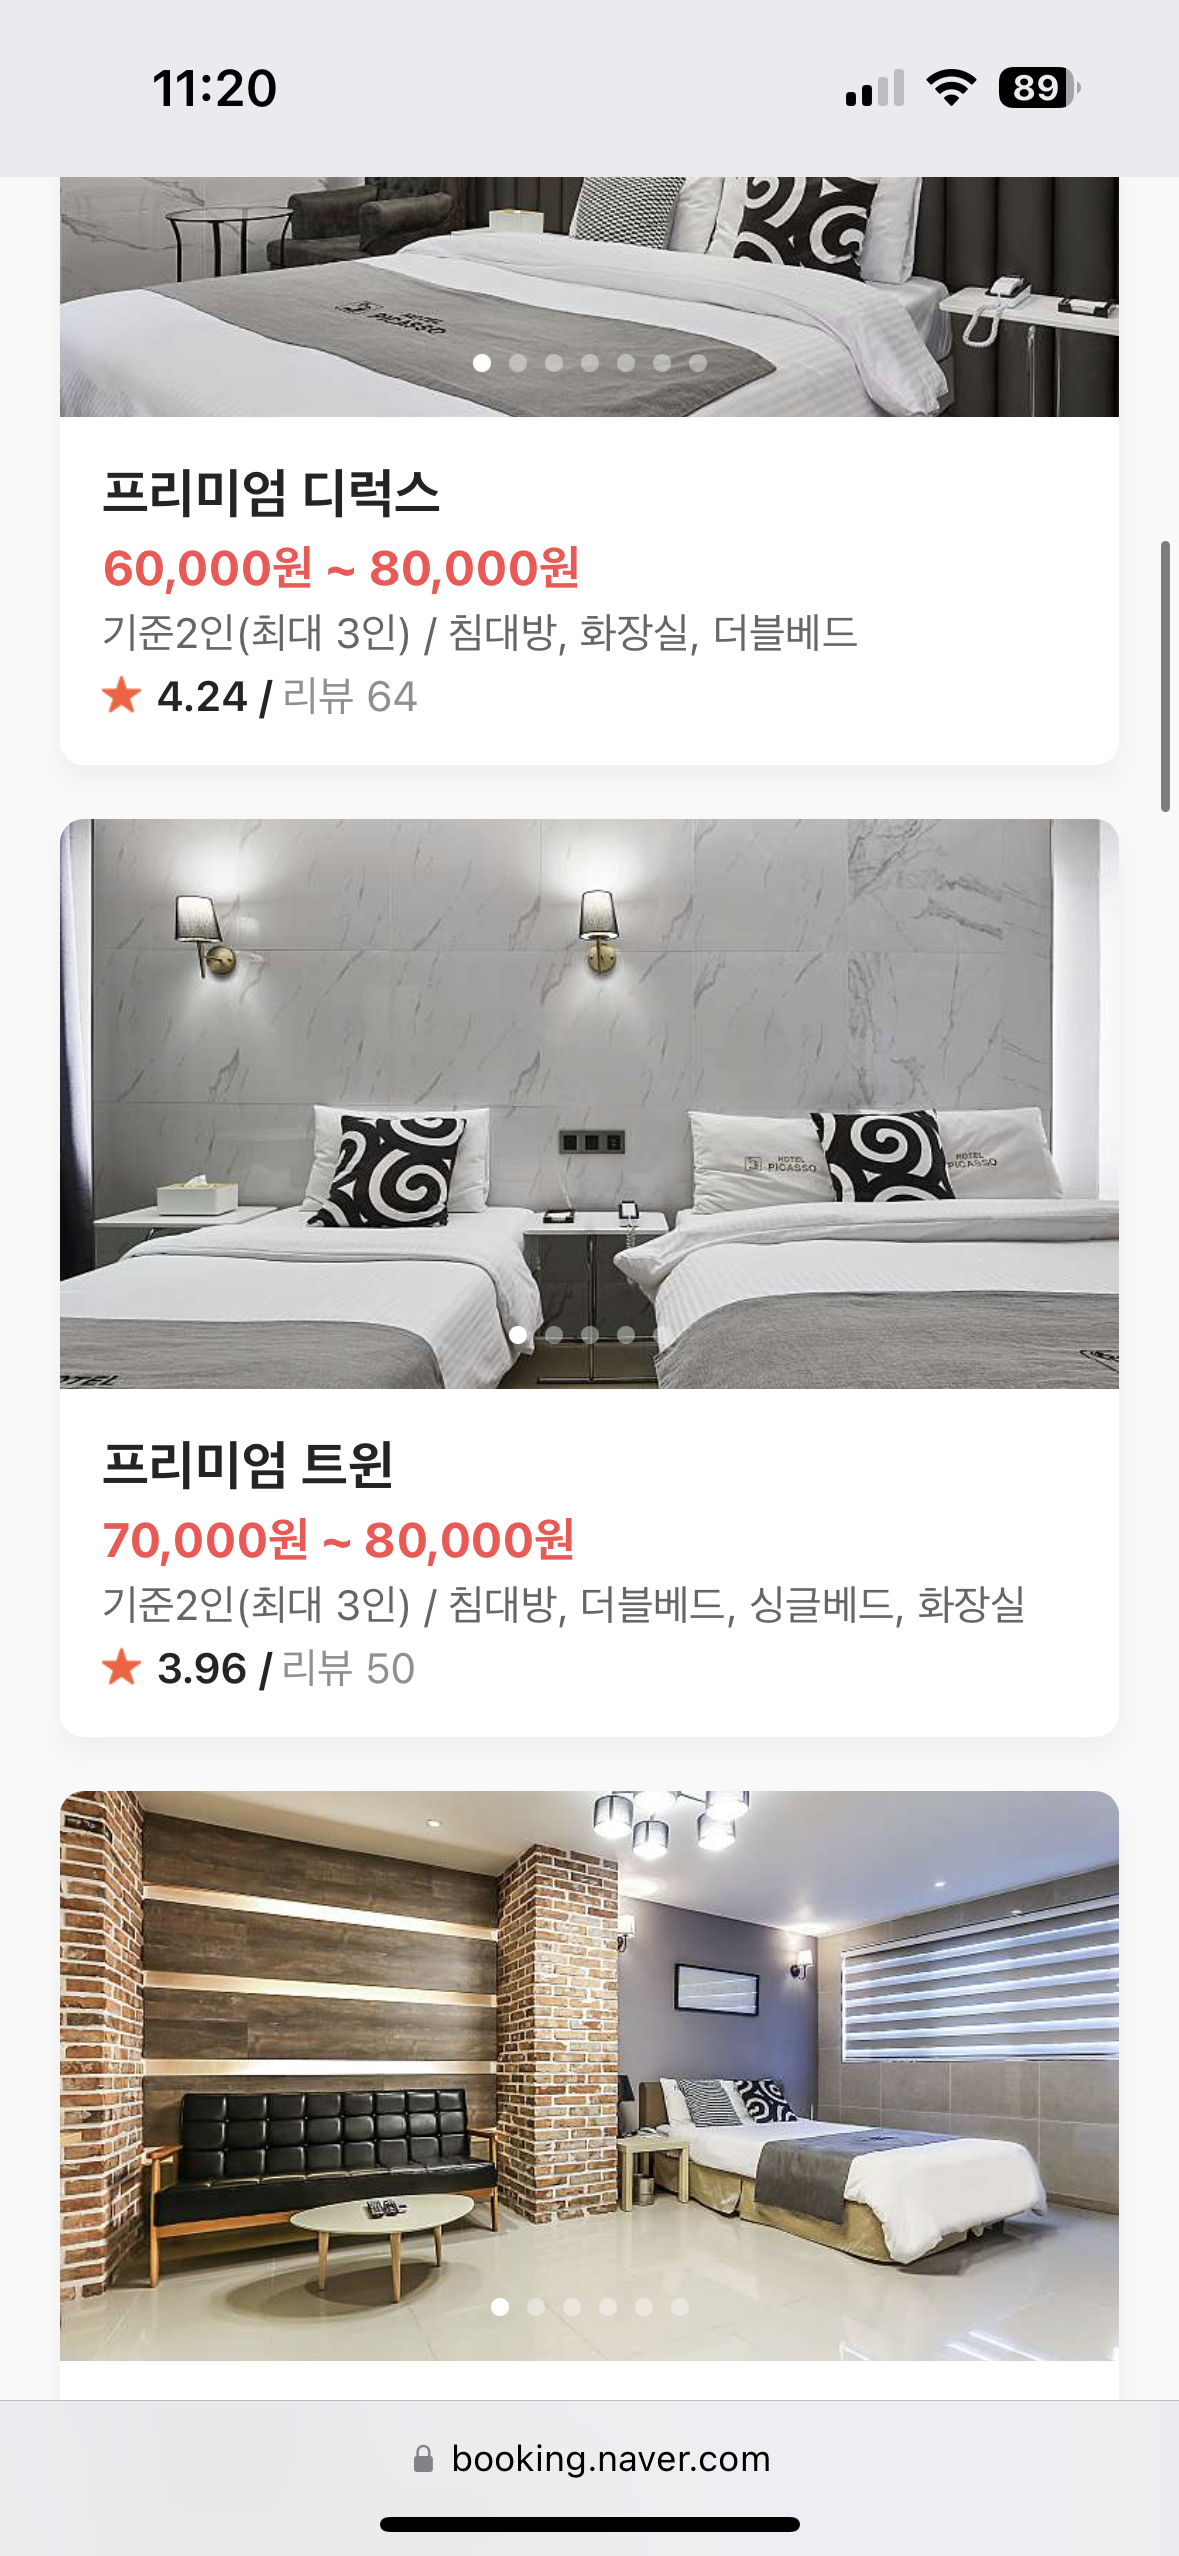 11:20
89
HOTEL
PICASSO
프리미엄 디럭스
60,000원 ~ 80,000원
기준2인(최대 3인) / 침대방, 화장실, 더블베드
4.24 / 리뷰 64
HOTEL
PICASSO
HOTEL
PICASSO
OTEL
프리미엄 트윈
70,000원 ~ 80,000원
기준2인(최대 3인) / 침대방, 더블베드, 싱글베드, 화장실
3.96 / 리뷰 50
booking.naver.com